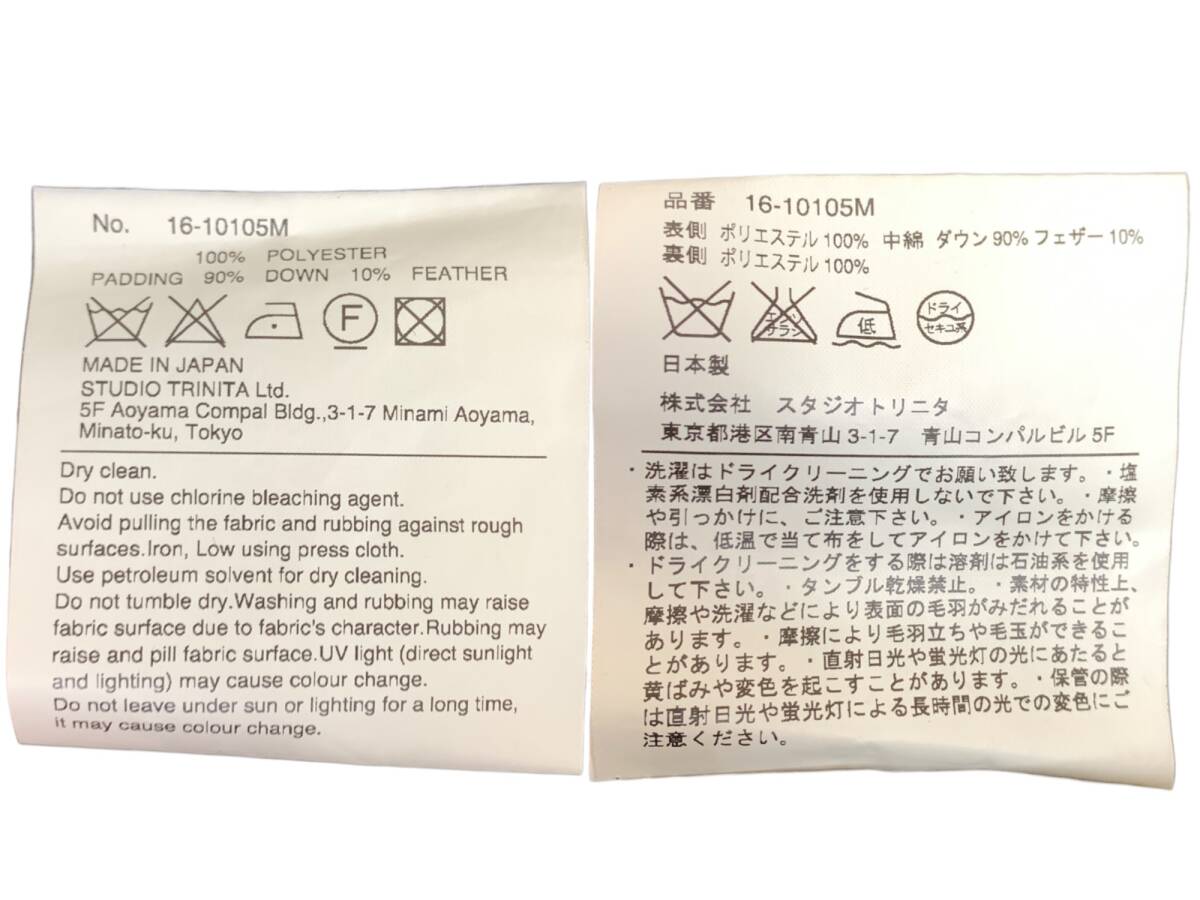 No. 16-10105M
100% POLYESTER
PADDING 90% DOWN 10% FEATHER
F
MADE IN JAPAN
STUDIO TRINITA Ltd.
5F Aoyama Compal Bldg.,3-1-7 Minami Aoyama,
Minato-ku, Tokyo
Dry clean.
Do not use chlorine bleaching agent.
Avoid pulling the fabric and rubbing against rough
surfaces.Iron, Low using press cloth.
Use petroleum solvent for dry cleaning.
Do not tumble dry.Washing and rubbing may raise
fabric surface due to fabric's character.Rubbing may
raise and pill fabric surface.UV light (direct sunlight
and lighting) may cause colour change.
Do not leave under sun or lighting for a long time,
it may cause colour change.
品番 16-10105M
表側 ポリエステル100% 中綿 ダウン90% フェザー10%
裏側 ポリエステル100%
エンソ
サラシ
低
ドライ
セキユ系
日本製
株式会社 スタジオトリニタ
東京都港区南青山3-1-7 青山コンパルビル5F
・洗濯はドライクリーニングでお願い致します。・塩
素系漂白剤配合洗剤を使用しないで下さい。・摩擦
や引っかけに、ご注意下さい。・アイロンをかける
際は、低温で当て布をしてアイロンをかけて下さい。
・ドライクリーニングをする際は溶剤は石油系を使用
して下さい。・タンブル乾燥禁止。・素材の特性上、
摩擦や洗濯などにより表面の毛羽がみだれることが
あります。・摩擦により毛羽立ちや毛玉ができるこ
とがあります。・直射日光や蛍光灯の光にあたると
黄ばみや変色を起こすことがあります。・保管の際
は直射日光や蛍光灯による長時間の光での変色にご
注意ください。